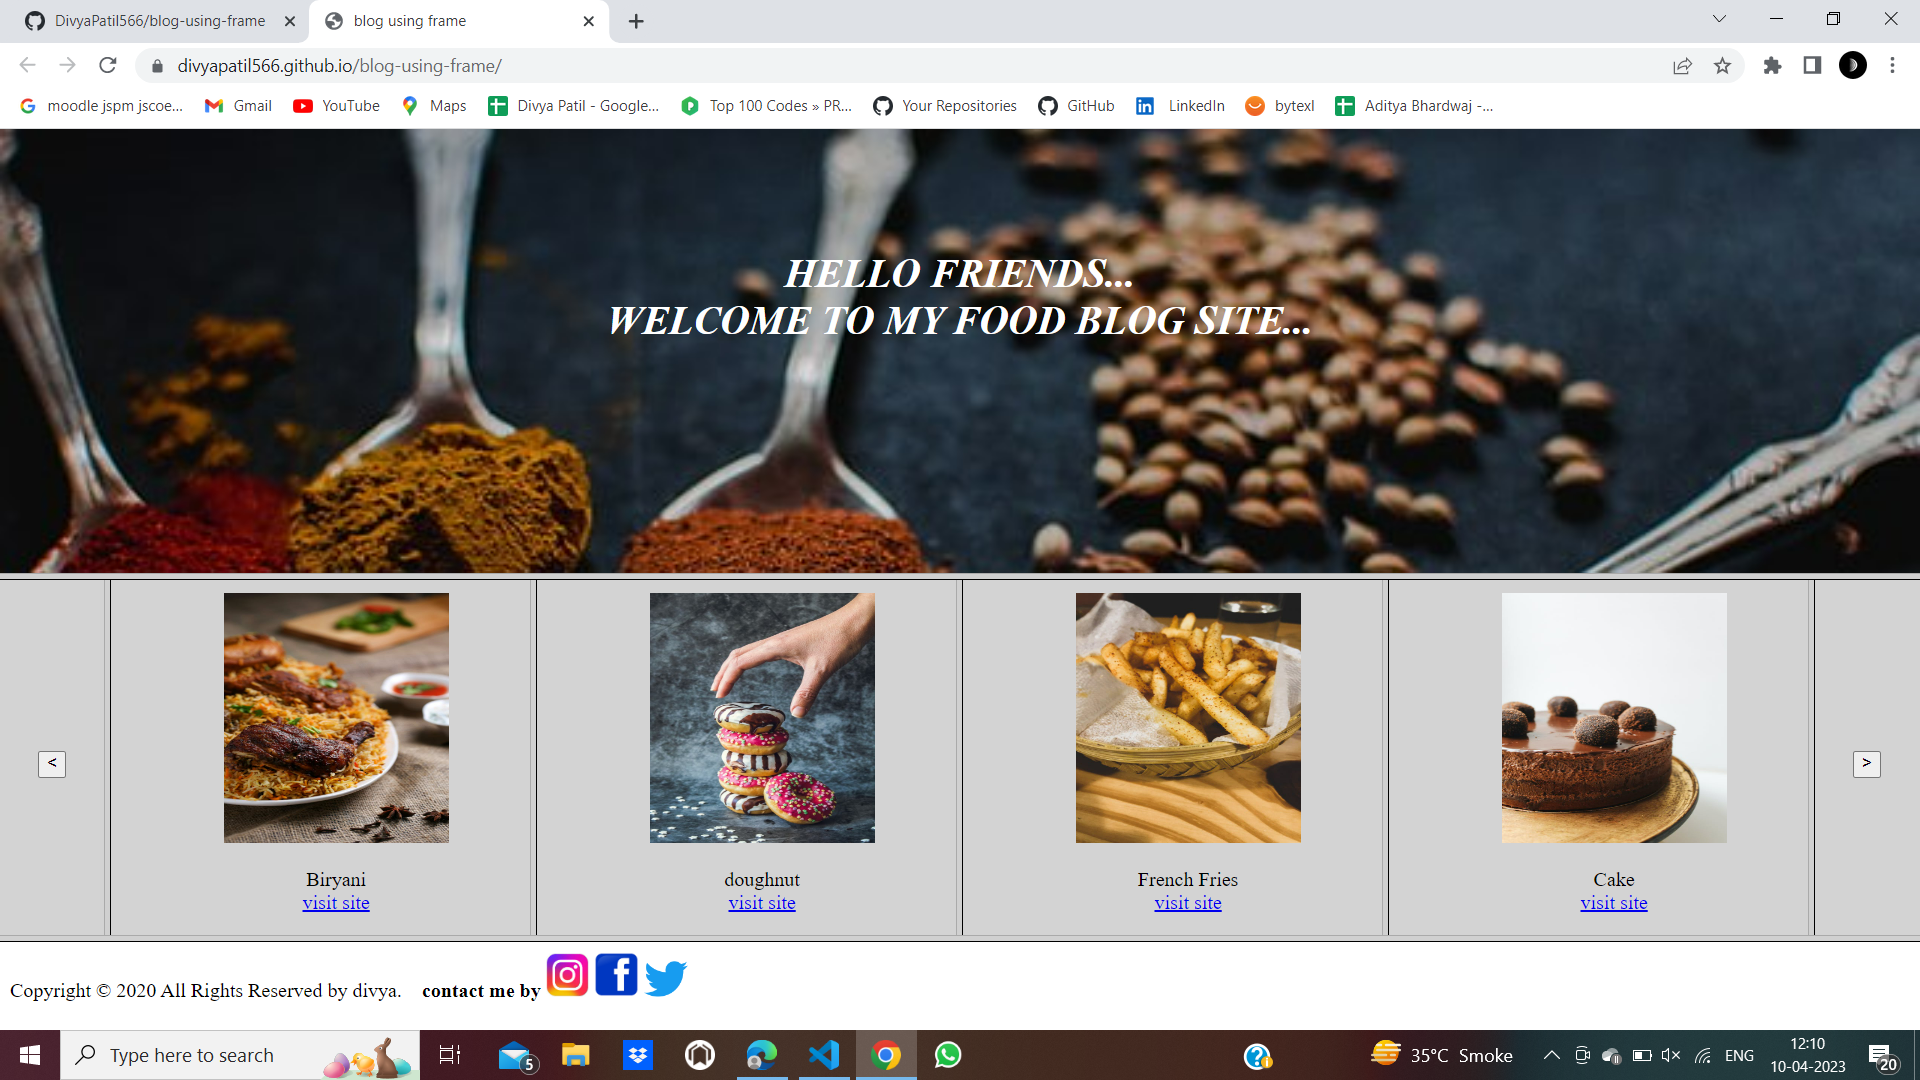 DivyaPatil566/blog-using-frame
blog using frame
divyapatil566.github.io/blog-using-frame/
moodle jspm jscoe...
Gmail
YouTube
Maps
Divya Patil - Google...
Top 100 Codes » PR...
Your Repositories
GitHub
LinkedIn
bytexl
Aditya Bhardwaj -...
HELLO FRIENDS...
WELCOME TO MY FOOD BLOG SITE...
<
Biryani
visit site
doughnut
visit site
French Fries
visit site
Cake
visit site
>
Copyright © 2020 All Rights Reserved by divya. contact me by
Type here to search
5
35°C Smoke
ENG
12:10
10-04-2023
20